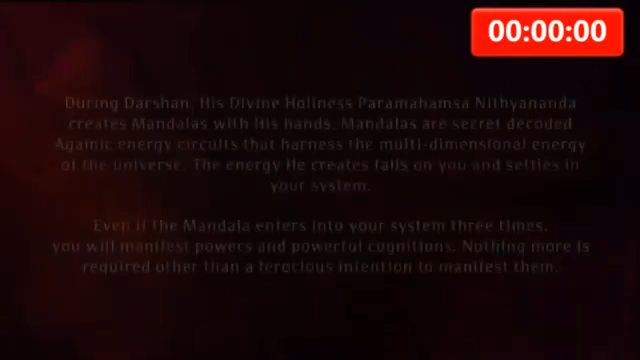 00:00:00
During Darshan, His Divine Holiness Paramahamsa Nithyananda
creates Mandalas with His hands. Mandalas are secret decoded
Agamic energy circuits that harness the multi-dimensional energy
of the universe. The energy He creates falls on you and settles in
your system.
Even if the Mandala enters into your system three times,
you will manifest powers and powerful cognitions. Nothing more is
required other than a ferocious intention to manifest them.